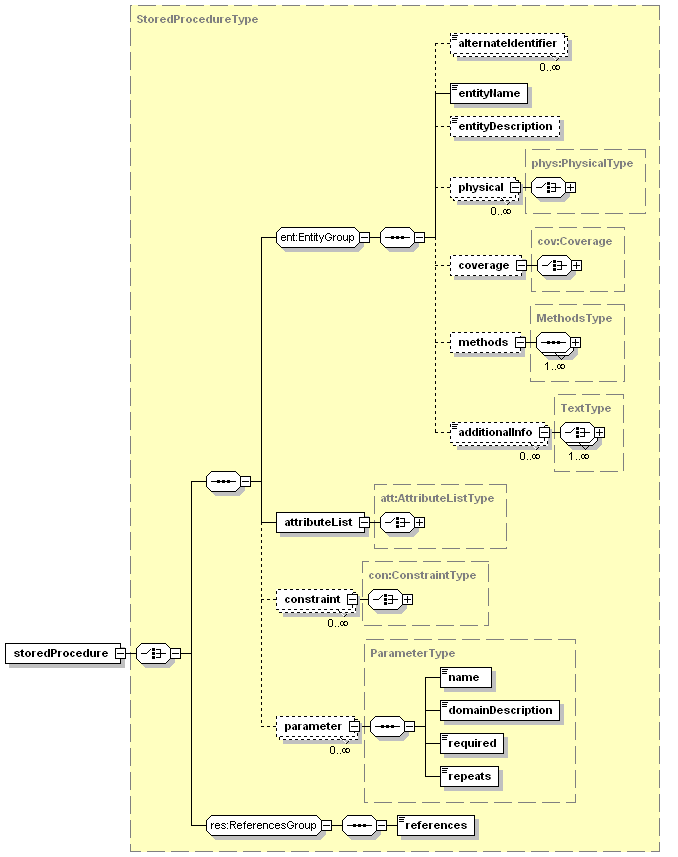 StoredProcedureType
alternateIdentifier
0..∞
entityName
entityDescription
phys:PhysicalType
physical
0..∞
ent:EntityGroup
cov:Coverage
coverage
MethodsType
methods
1..∞
TextType
additionalInfo
0..∞
1..∞
att:AttributeListType
attributeList
con:ConstraintType
constraint
0..∞
storedProcedure
ParameterType
name
domainDescription
parameter
0..∞
required
repeats
res:ReferencesGroup
references